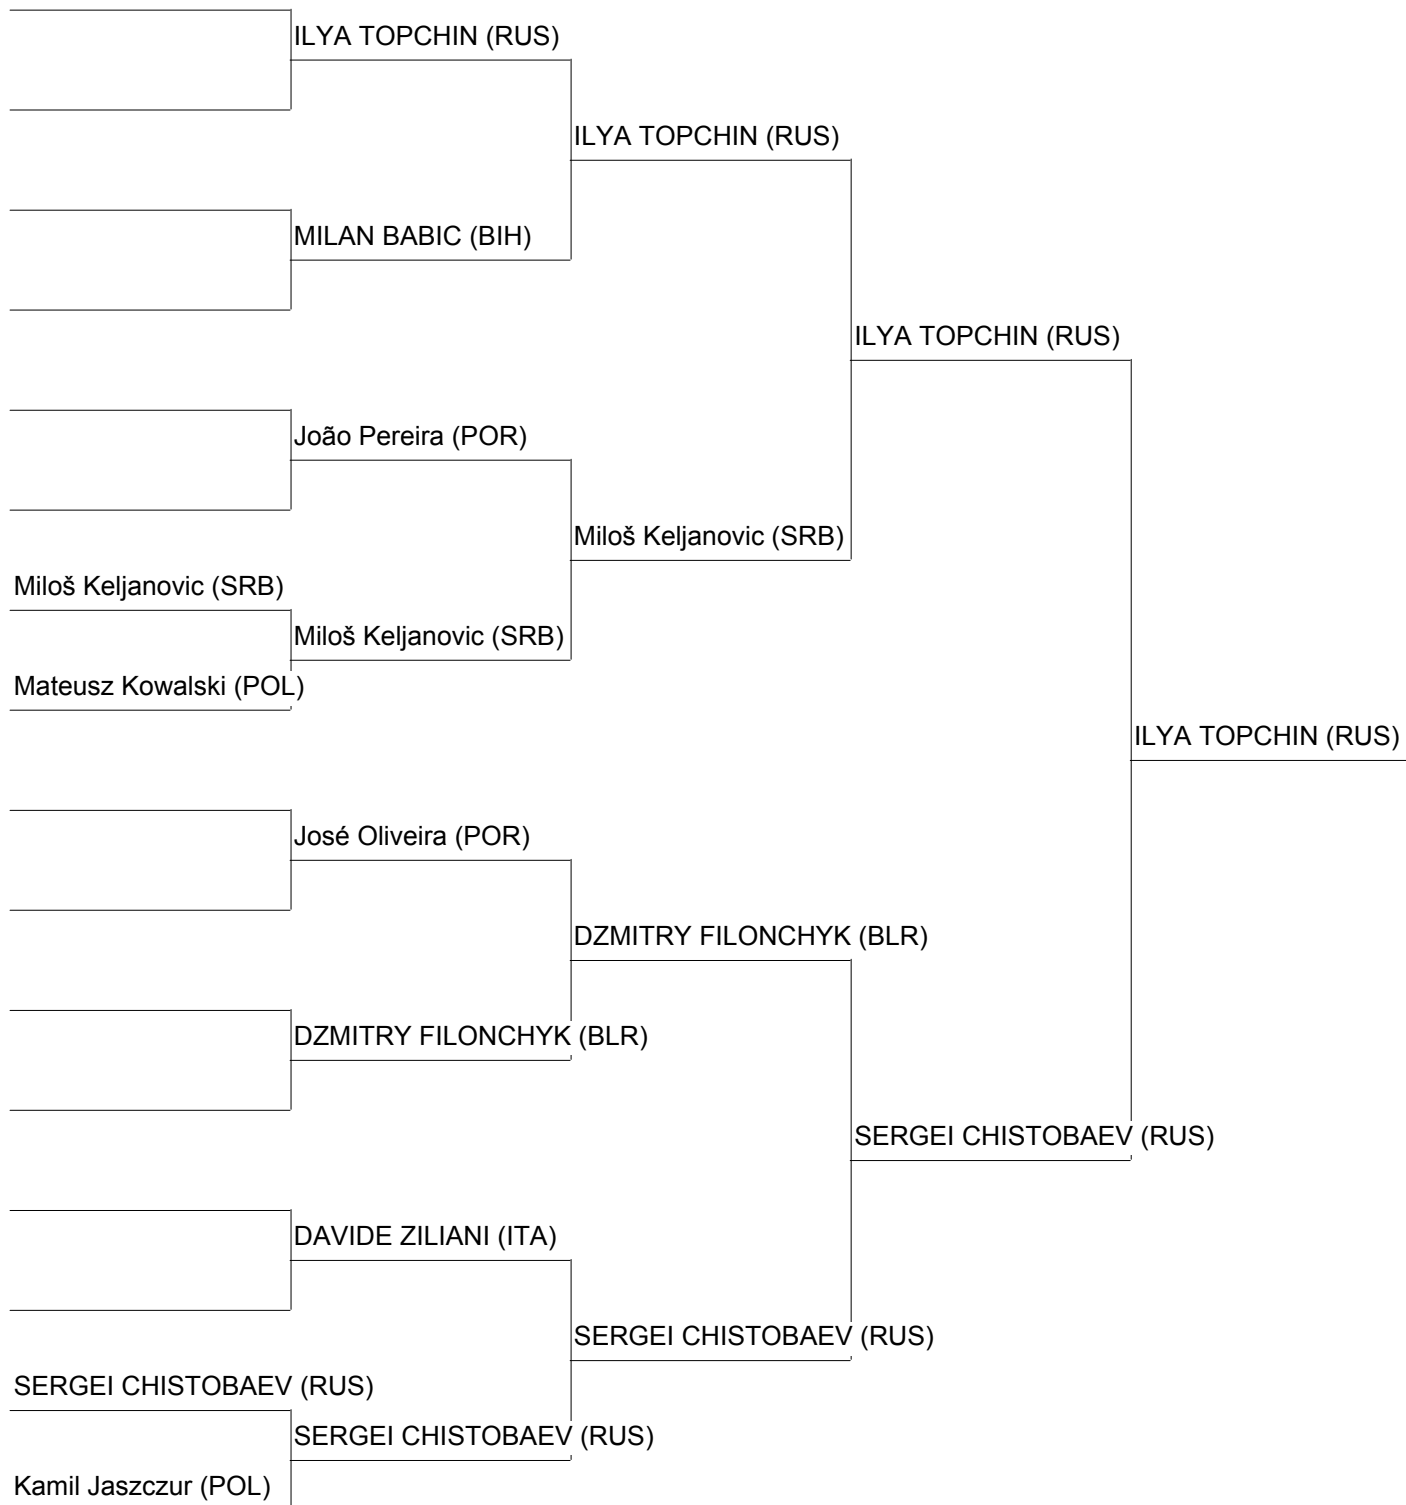 ILYA TOPCHIN (RUS)
ILYA TOPCHIN (RUS)
MILAN BABIC (BIH)
ILYA TOPCHIN (RUS)
João Pereira (POR)
Miloš Keljanovic (SRB)
Miloš Keljanovic (SRB)
Miloš Keljanovic (SRB)
Mateusz Kowalski (POL)
ILYA TOPCHIN (RUS)
José Oliveira (POR)
DZMITRY FILONCHYK (BLR)
DZMITRY FILONCHYK (BLR)
SERGEI CHISTOBAEV (RUS)
DAVIDE ZILIANI (ITA)
SERGEI CHISTOBAEV (RUS)
SERGEI CHISTOBAEV (RUS)
SERGEI CHISTOBAEV (RUS)
Kamil Jaszczur (POL)